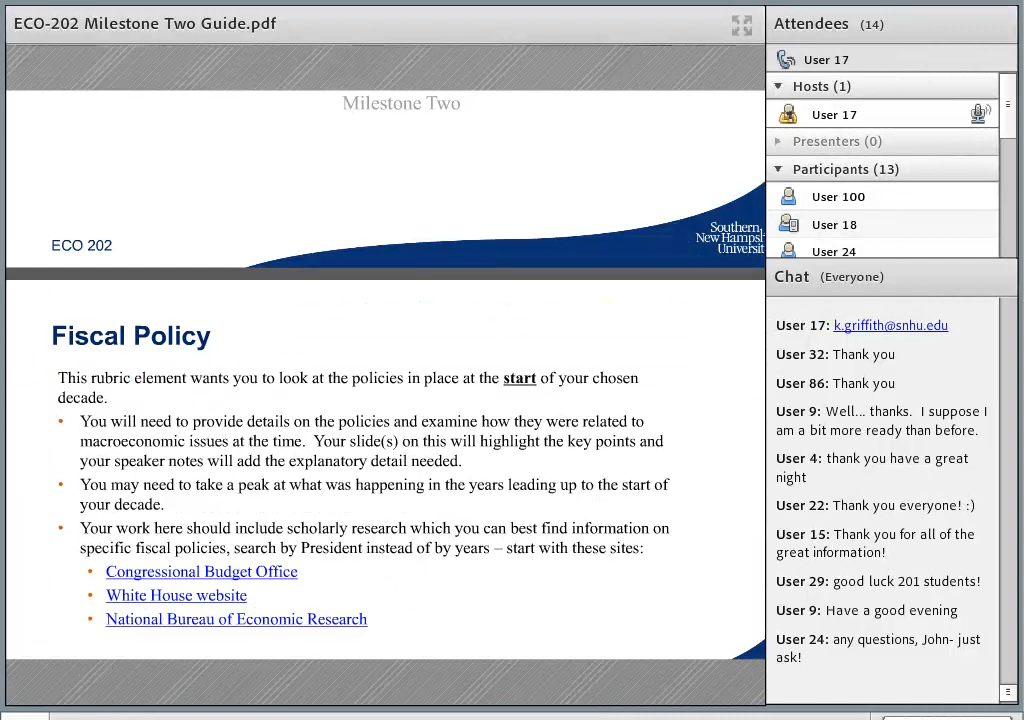 ECO-202 Milestone Two Guide.pdf
Milestone Two
ECO 202
Southern
New Hampsh
Universit
Fiscal Policy
This rubric element wants you to look at the policies in place at the start of your chosen
decade.
• You will need to provide details on the policies and examine how they were related to
macroeconomic issues at the time. Your slide(s) on this will highlight the key points and
your speaker notes will add the explanatory detail needed.
• You may need to take a peak at what was happening in the years leading up to the start of
your decade.
• Your work here should include scholarly research which you can best find information on
specific fiscal policies, search by President instead of by years – start with these sites:
• Congressional Budget Office
• White House website
• National Bureau of Economic Research
Attendees (14)
User 17
Hosts (1)
User 17
Presenters (0)
Participants (13)
User 100
User 18
User 24
Chat (Everyone)
User 17: k.griffith@snhu.edu
User 32: Thank you
User 86: Thank you
User 9: Well... thanks. I suppose I
am a bit more ready than before.
User 4: thank you have a great
night
User 22: Thank you everyone! :)
User 15: Thank you for all of the
great information!
User 29: good luck 201 students!
User 9: Have a good evening
User 24: any questions, John- just
ask!